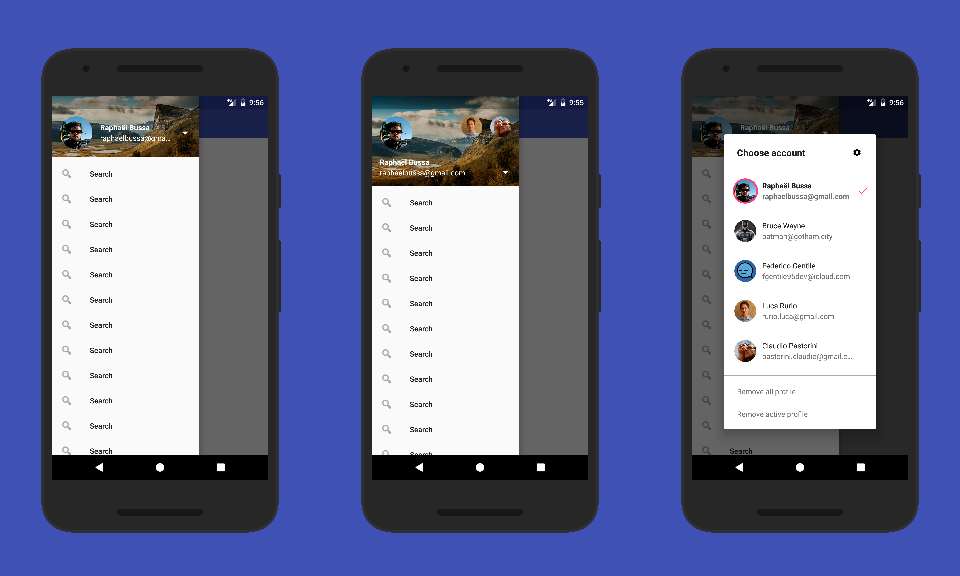 9:56
Raphaël Bussa
raphaelbussa@gma...
Search
Search
Search
Search
Search
Search
Search
Search
Search
Search
Search
Search
9:55
Raphaël Bussa
raphaelbussa@gmail.com
Search
Search
Search
Search
Search
Search
Search
Search
Search
Search
Search
9:56
Raphaël Bussa
Choose account
Raphaël Bussa
raphaelbussa@gmail.com
Bruce Wayne
batman@gotham.city
Federico Gentile
fgentile95dev@icloud.com
Luca Rurio
rurio.luca@gmail.com
Claudio Pastorini
pastorini.claudio@gmail.c...
Remove all profile
Remove active profile
Search